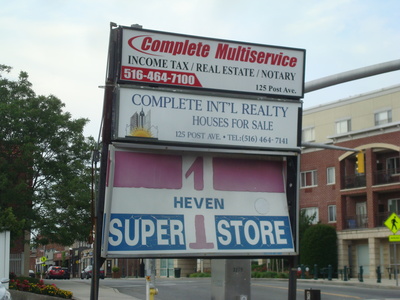 Complete Multiservice
INCOME TAX / REAL ESTATE / NOTARY
516-464-7100
125 Post Ave.
COMPLETE INT'L REALTY
HOUSES FOR SALE
125 POST AVE. • TEL: (516) 464-7141
1
HEVEN
SUPER STORE